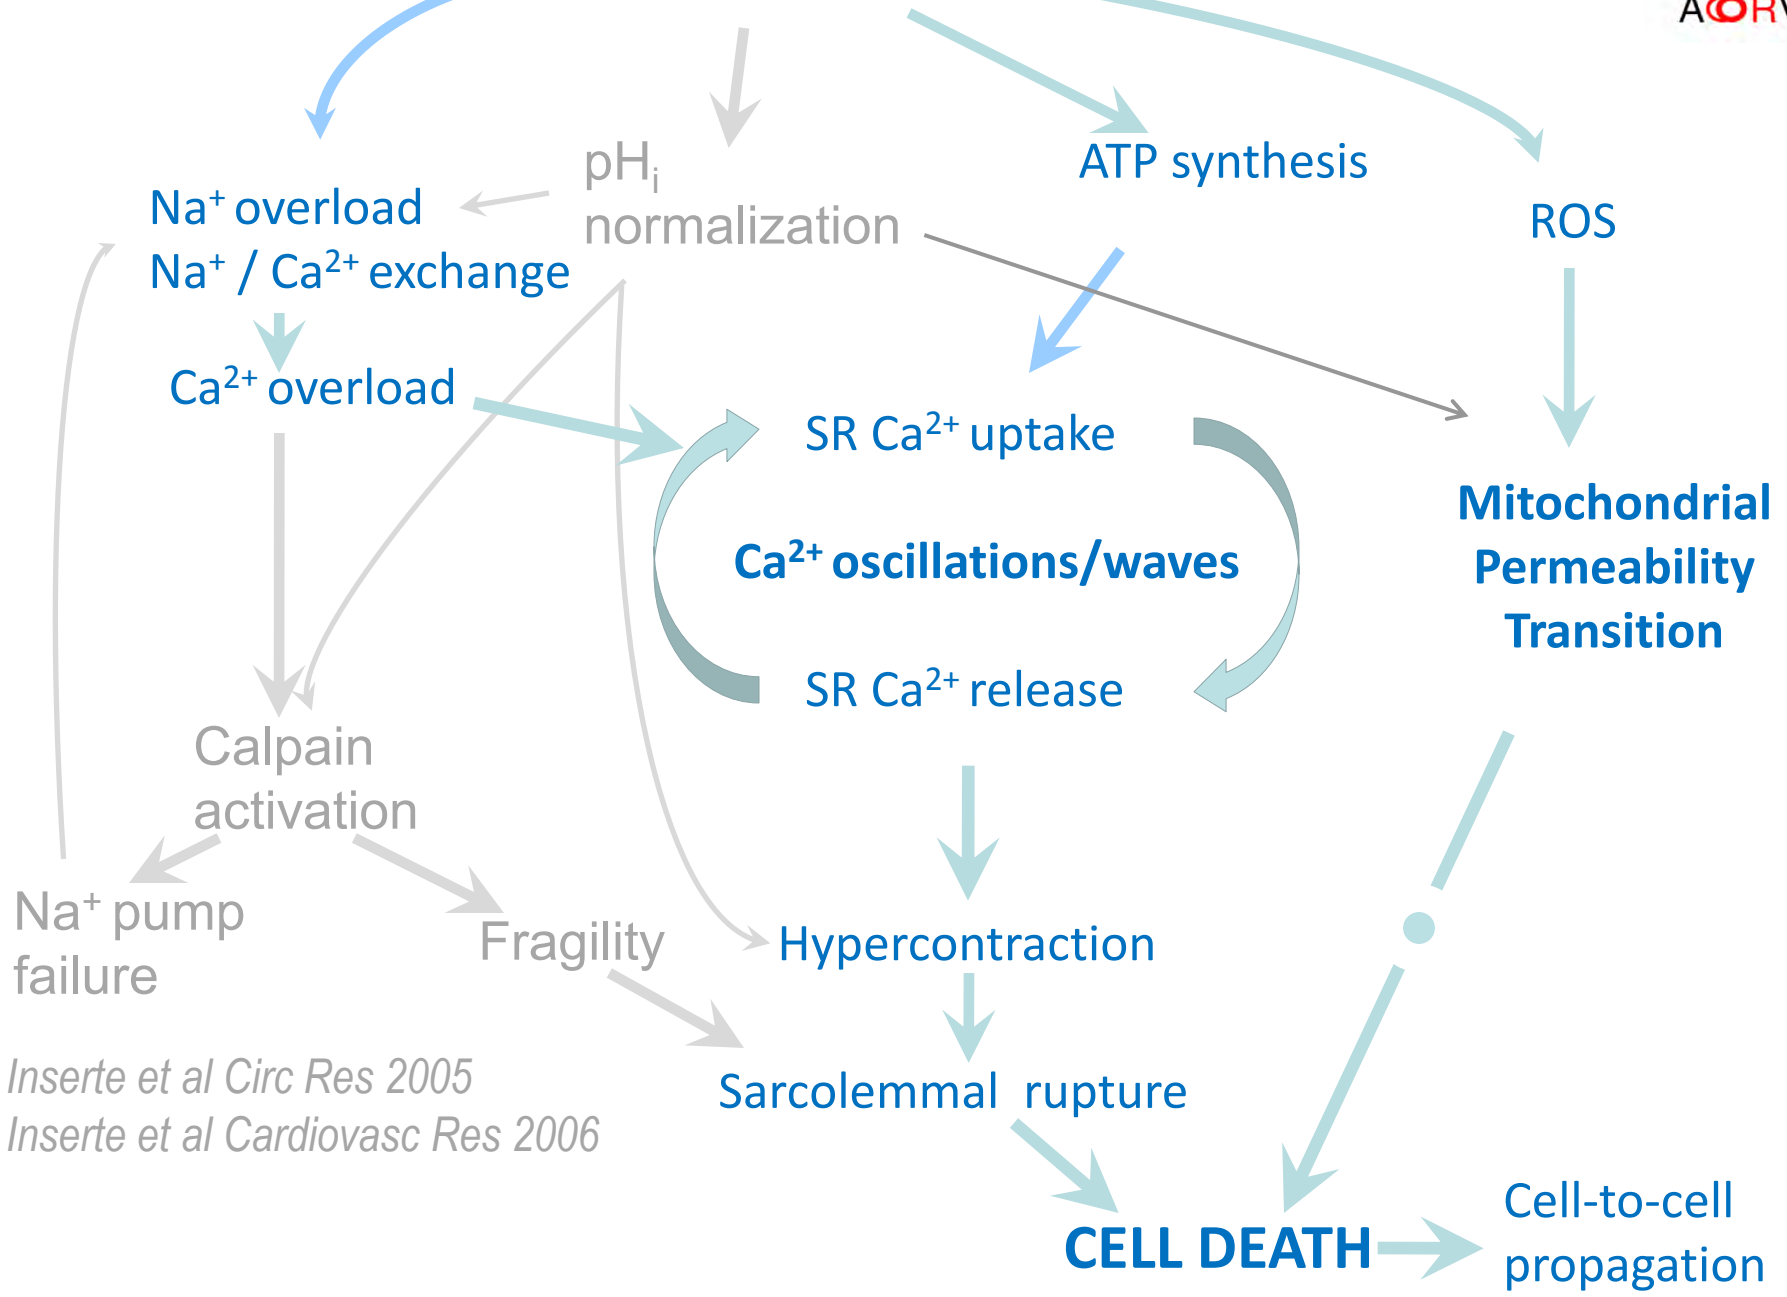 ATP synthesis
pHi
normalization
Na⁺ overload
Na⁺ / Ca²⁺ exchange
ROS
Ca²⁺ overload
SR Ca²⁺ uptake
Ca²⁺ oscillations/waves
SR Ca²⁺ release
Mitochondrial
Permeability
Transition
Calpain
activation
Na⁺ pump
failure
Fragility
Hypercontraction
Sarcolemmal rupture
Inserte et al Circ Res 2005
Inserte et al Cardiovasc Res 2006
CELL DEATH
Cell-to-cell
propagation